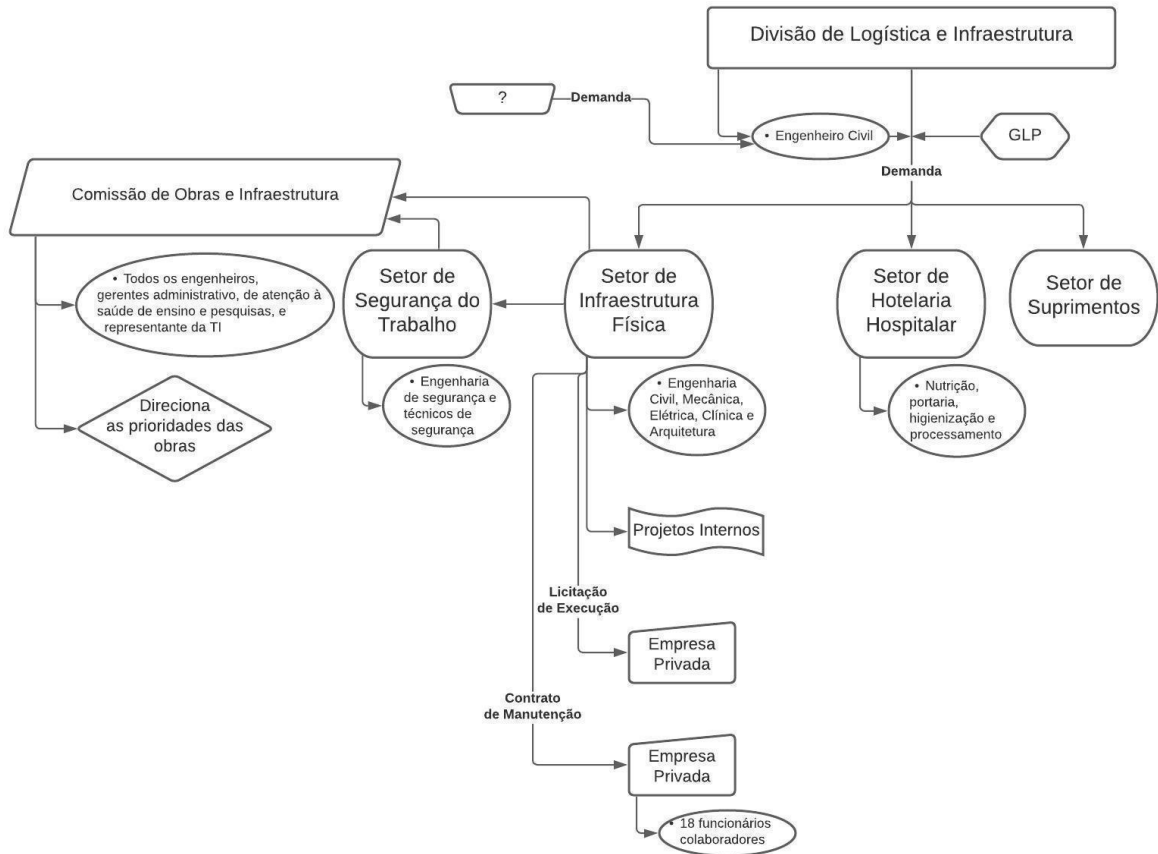 Divisão de Logística e Infraestrutura
?
Demanda
• Engenheiro Civil
GLP
Demanda
Comissão de Obras e Infraestrutura
• Todos os engenheiros,
gerentes administrativo, de atenção à
saúde de ensino e pesquisas, e
representante da TI
Direciona
as prioridades das
obras
Setor de
Segurança do
Trabalho
• Engenharia
de segurança e
técnicos de
segurança
Setor de
Infraestrutura
Física
• Engenharia
Civil, Mecânica,
Elétrica, Clínica e
Arquitetura
Setor de
Hotelaria
Hospitalar
• Nutrição,
portaria,
higienização e
processamento
Setor de
Suprimentos
Projetos Internos
Licitação
de Execução
Empresa
Privada
Contrato
de Manutenção
Empresa
Privada
• 18 funcionários
colaboradores